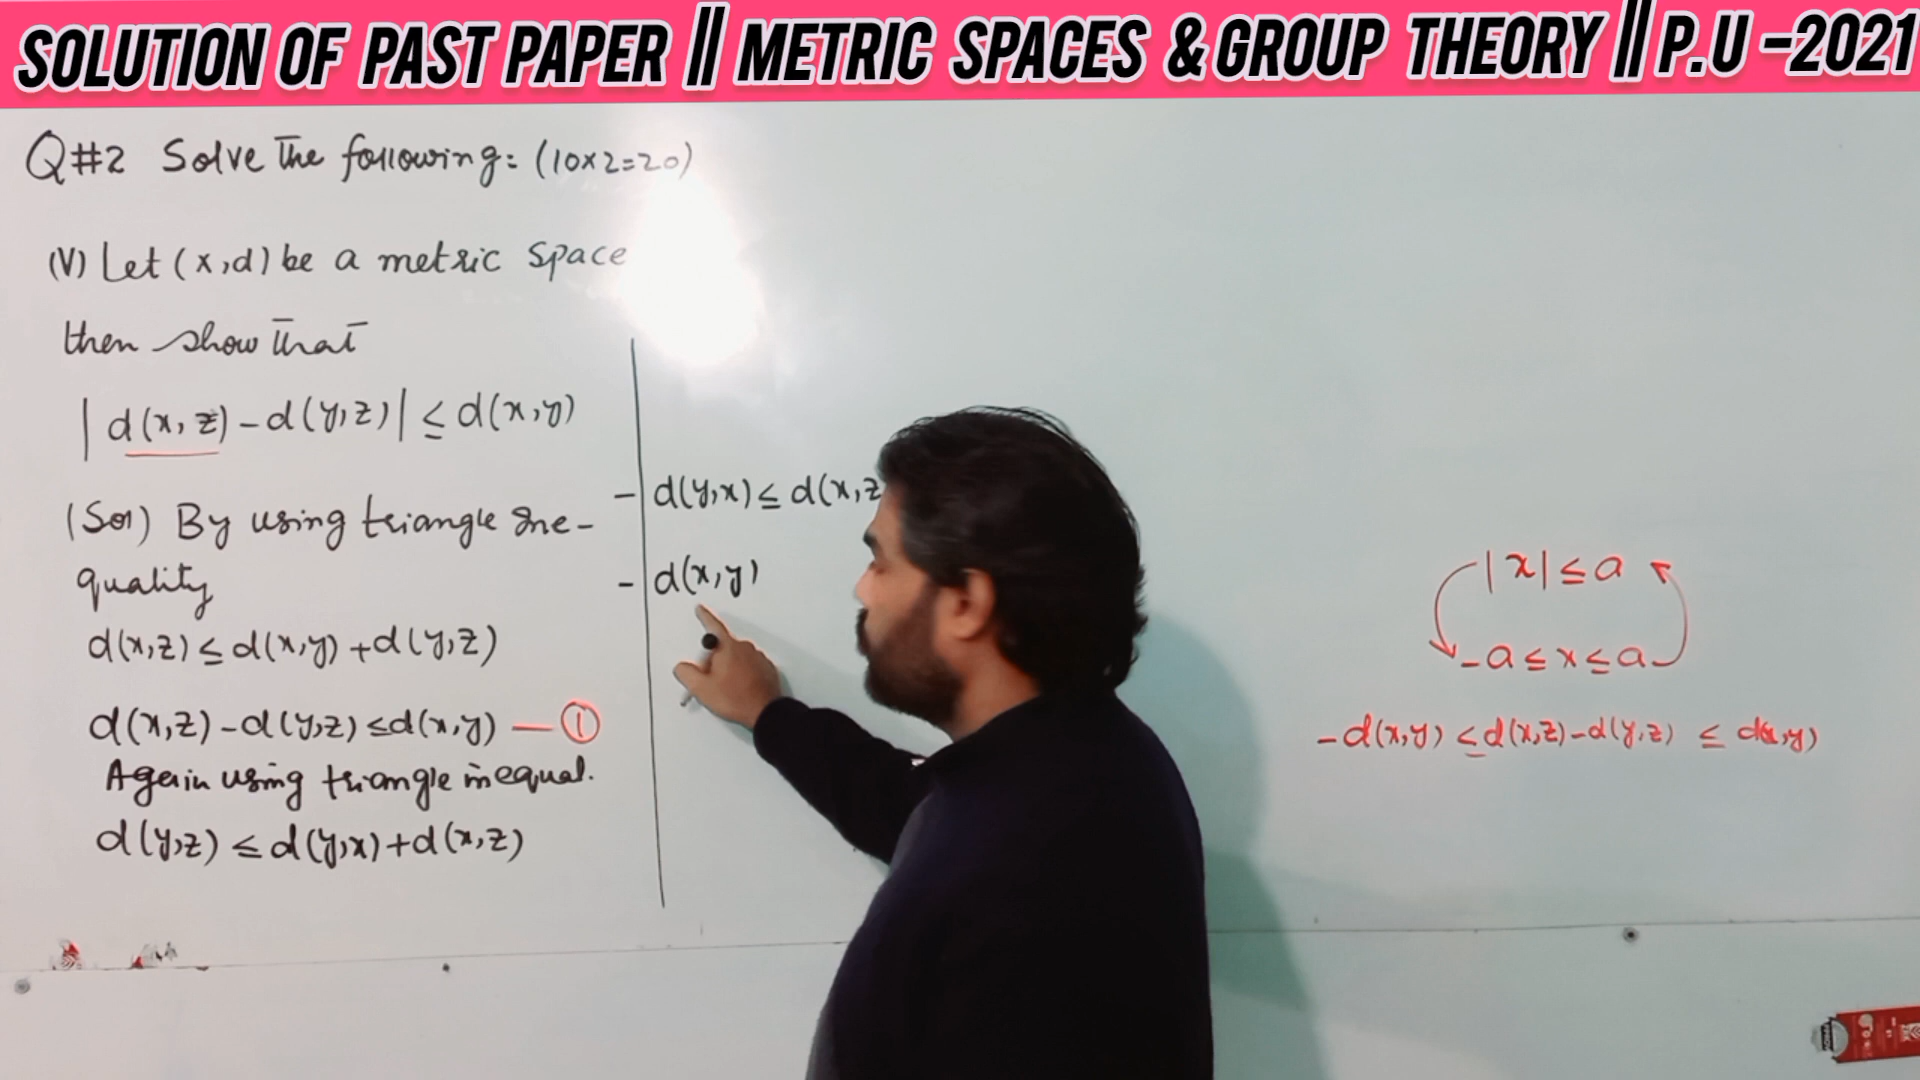 SOLUTION OF PAST PAPER || METRIC SPACES & GROUP THEORY || P.U -2021
Q#2 Solve the following: (10×2=20)
(V) Let (x,d) be a metric space
then show that
|d(x,z)-d(y,z)| ≤ d(x,y)
(Sol) By using triangle Ine-
quality
d(x,z) ≤ d(x,y)+d(y,z)
d(x,z)-d(y,z) ≤ d(x,y) — ①
Again using triangle inequal.
d(y,z) ≤ d(y,x)+d(x,z)
-d(y,x) ≤ d(x,z
-d(x,y)
|x| ≤ a
-a ≤ x ≤ a
-d(x,y) ≤ d(x,z)-d(y,z) ≤ d(x,y)